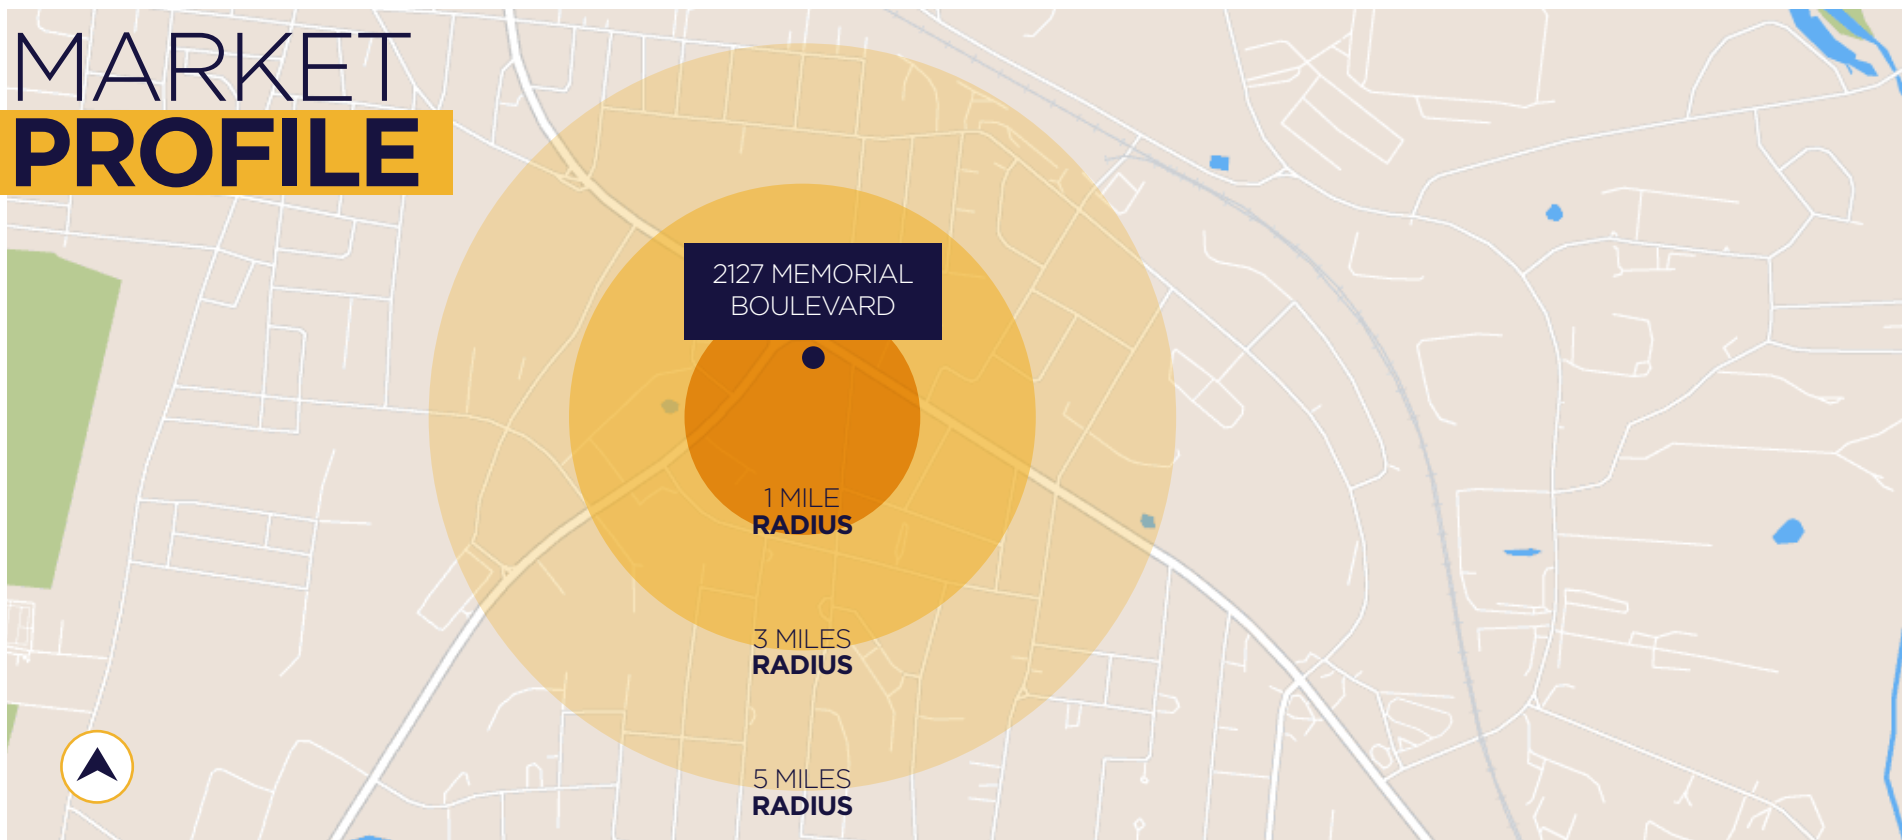 MARKET
PROFILE
2127 MEMORIAL
BOULEVARD
1 MILE
RADIUS
3 MILES
RADIUS
5 MILES
RADIUS